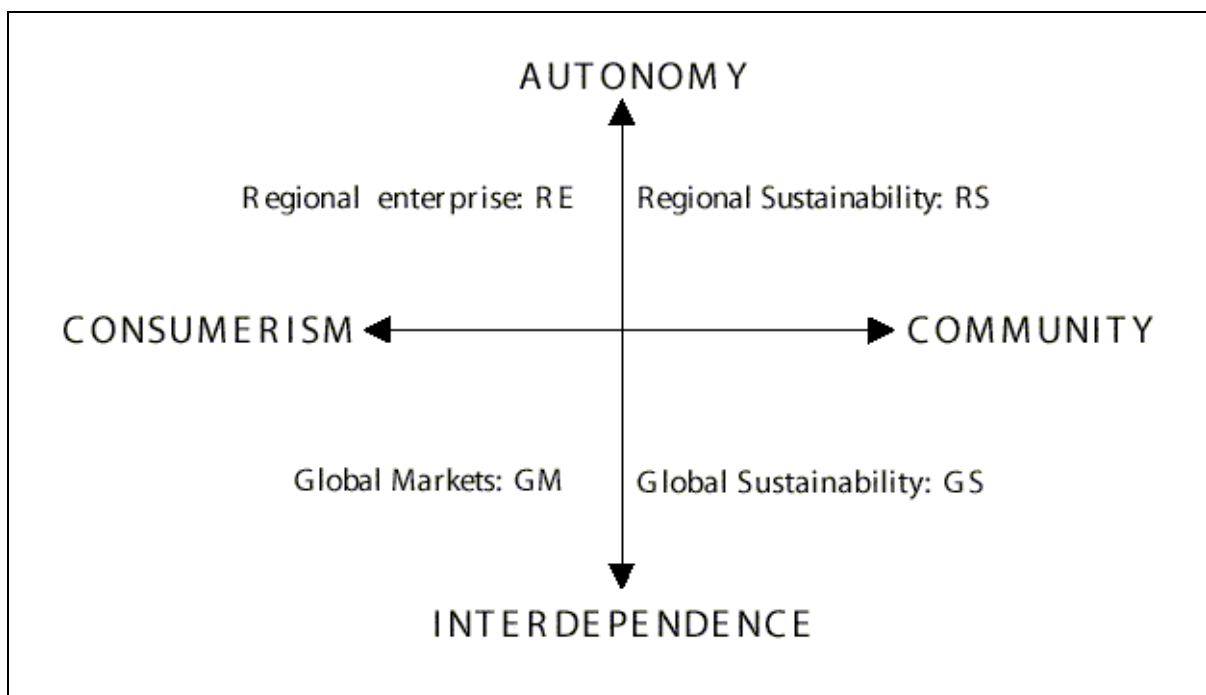 AUTONOMY
Regional enterprise: RE
Regional Sustainability: RS
CONSUMERISM
COMMUNITY
Global Markets: GM
Global Sustainability: GS
INTERDEPENDENCE